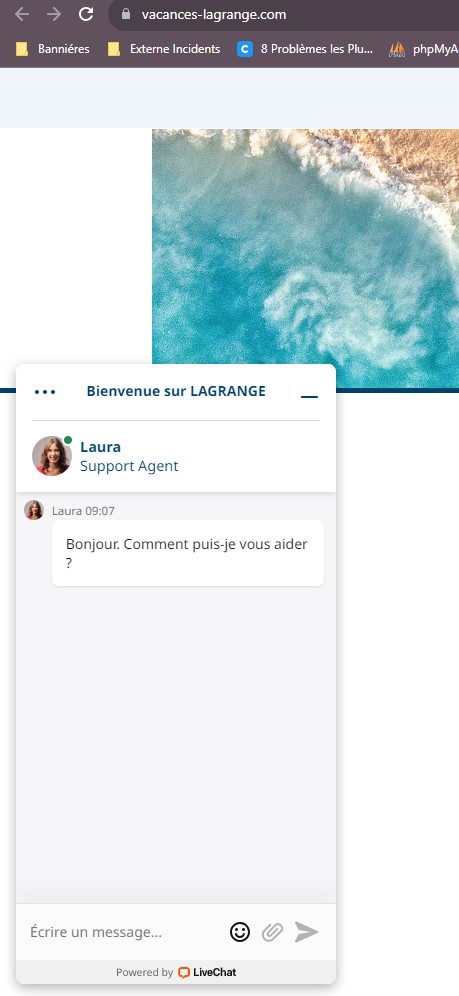 vacances-lagrange.com
Banniéres
Externe Incidents
C
8 Problèmes les Plu...
phpMyA
Bienvenue sur LAGRANGE
Laura
Support Agent
Laura 09:07
Bonjour. Comment puis-je vous aider
?
Écrire un message...
Powered by LiveChat